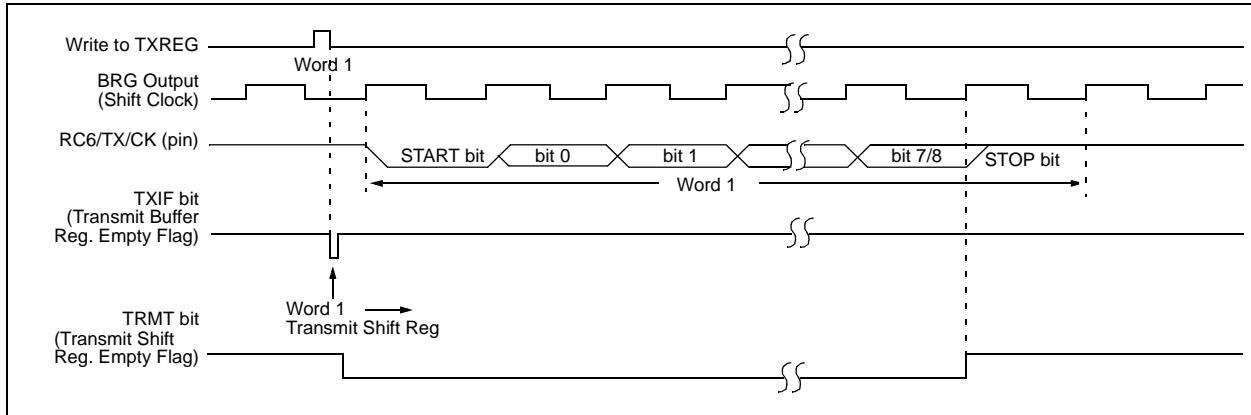 Write to TXREG
Word 1
BRG Output
(Shift Clock)
RC6/TX/CK (pin)
START bit
bit 0
bit 1
bit 7/8
STOP bit
Word 1
TXIF bit
(Transmit Buffer
Reg. Empty Flag)
Word 1
Transmit Shift Reg
TRMT bit
(Transmit Shift
Reg. Empty Flag)